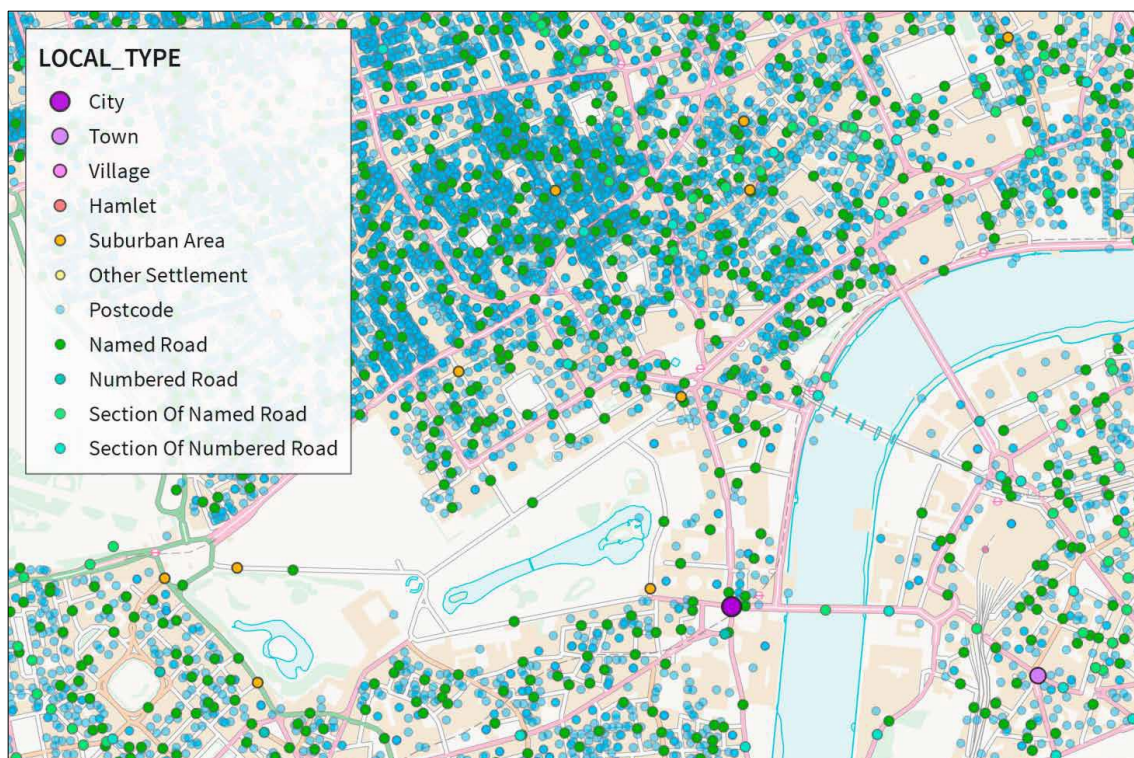 LOCAL_TYPE
City
Town
Village
Hamlet
Suburban Area
Other Settlement
Postcode
Named Road
Numbered Road
Section Of Named Road
Section Of Numbered Road